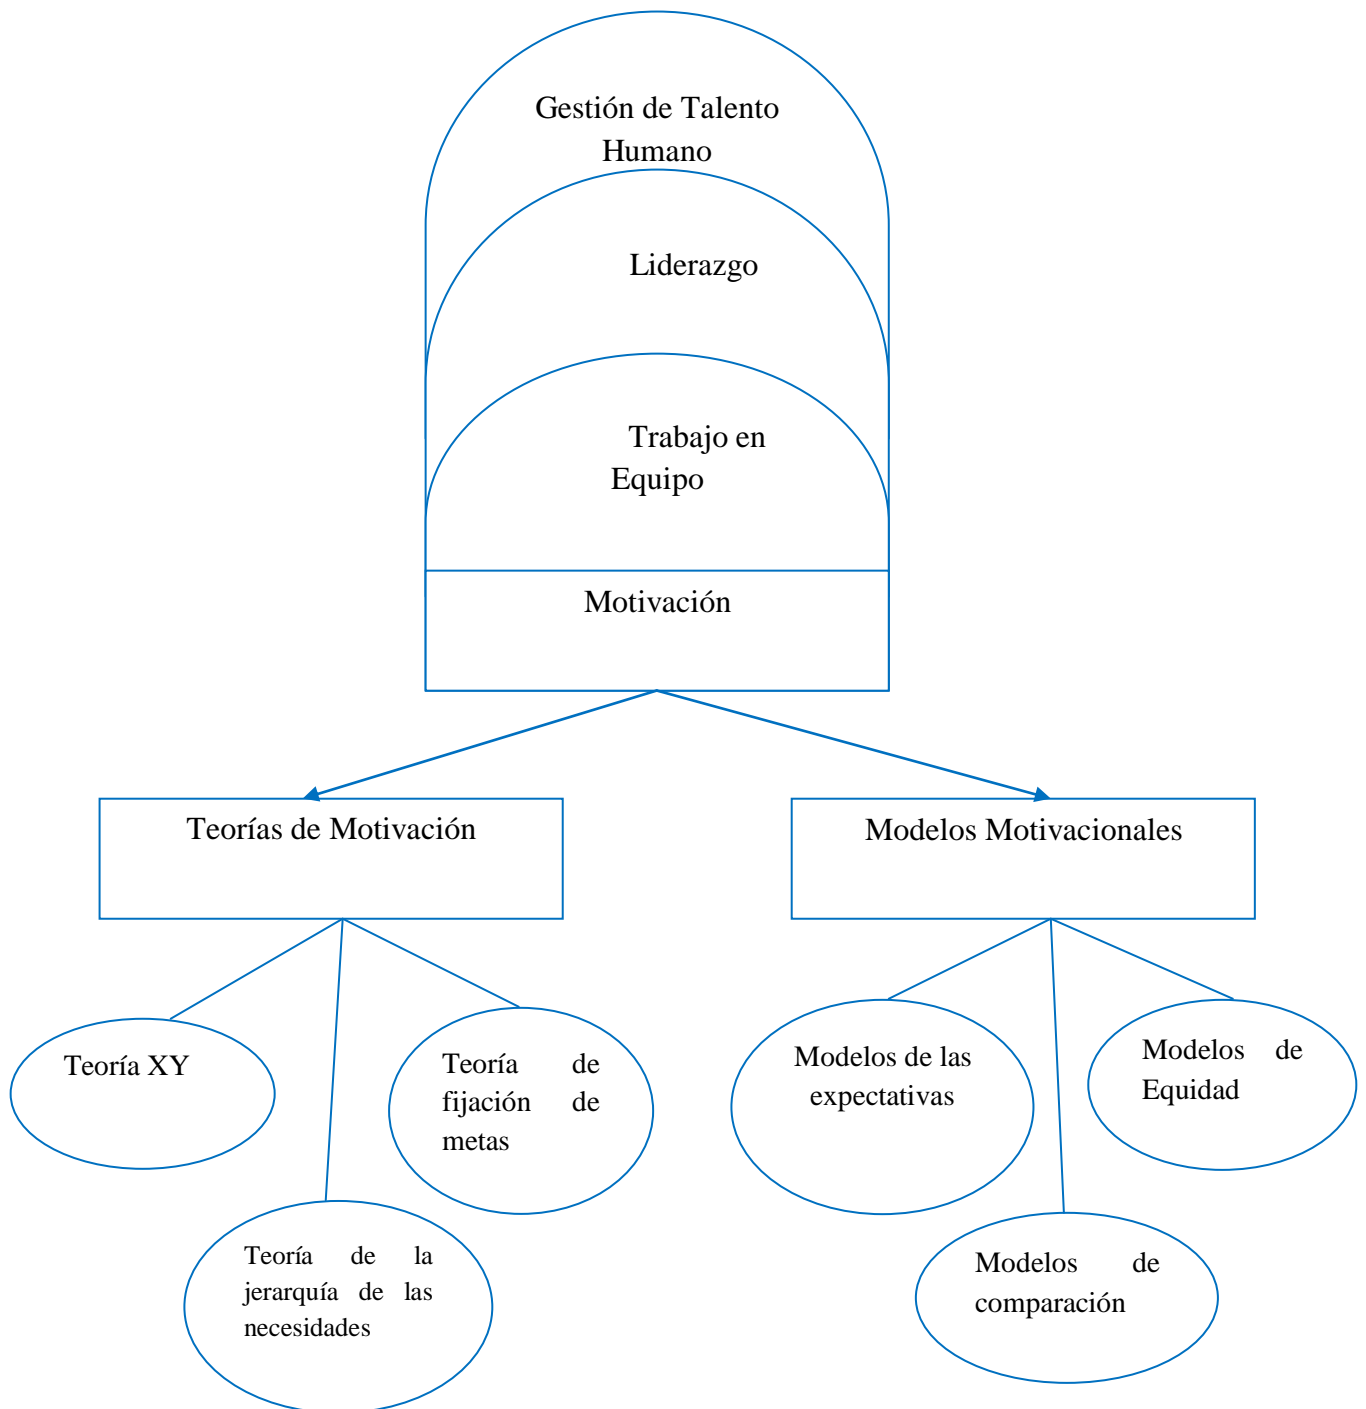 Gestión de Talento
Humano
Liderazgo
Trabajo en
Equipo
Motivación
Teorías de Motivación
Modelos Motivacionales
Teoría XY
Teoría de
fijación de
metas
Teoría de la
jerarquía de las
necesidades
Modelos de las
expectativas
Modelos de
Equidad
Modelos de
comparación